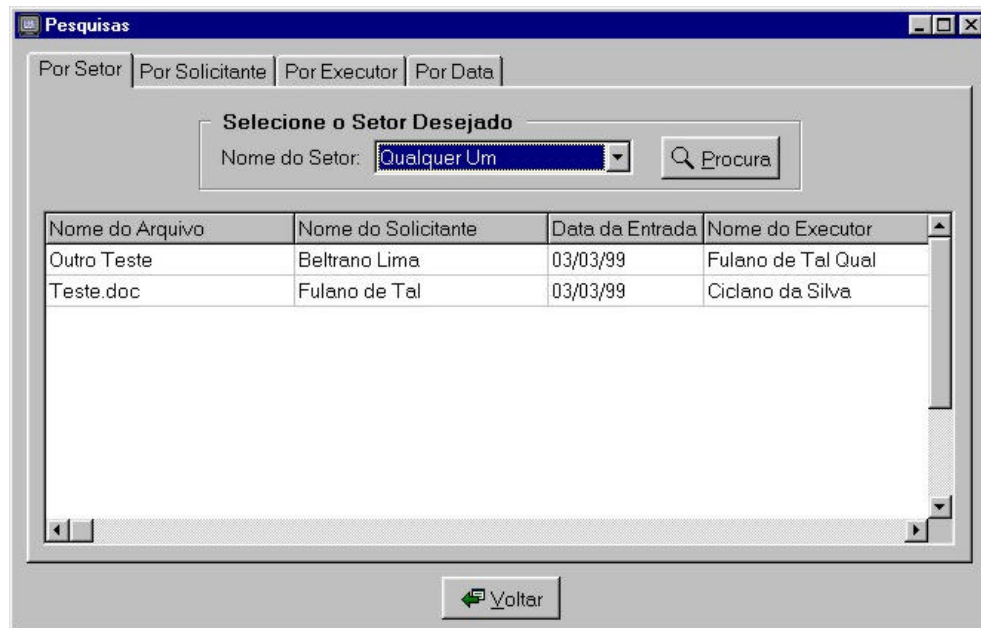 Pesquisas
Por Setor Por Solicitante Por Executor Por Data
Selecione o Setor Desejado
Nome do Setor: Qualquer Um Procura
Nome do Arquivo Nome do Solicitante Data da Entrada Nome do Executor
Outro Teste Beltrano Lima 03/03/99 Fulano de Tal Qual
Teste.doc Fulano de Tal 03/03/99 Ciclano da Silva
Voltar